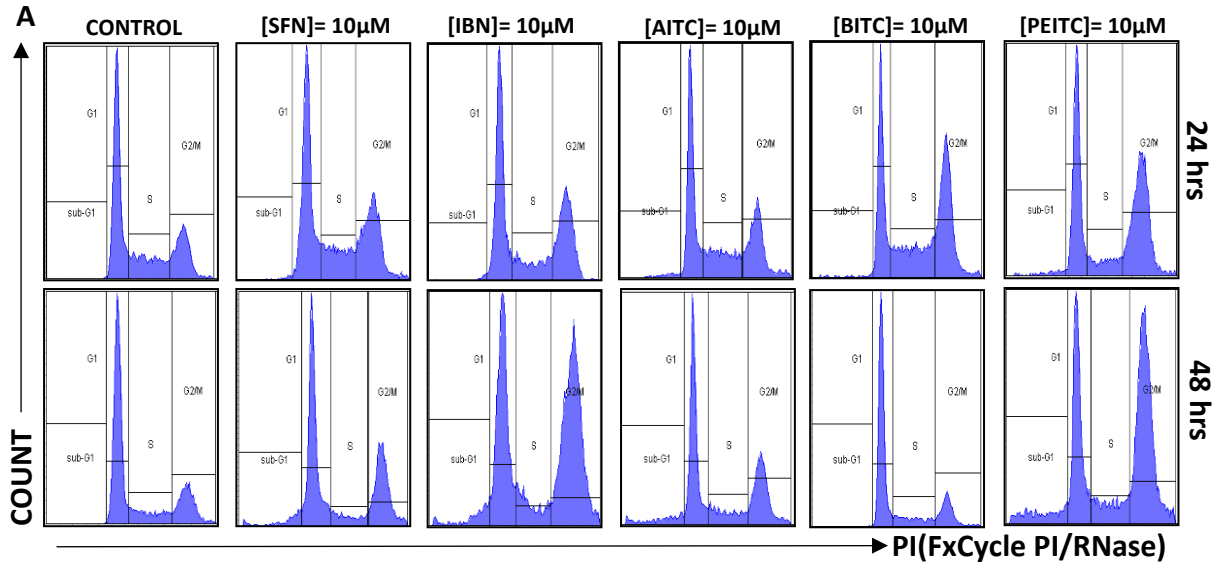 A
CONTROL
[SFN]= 10µM
[IBN]= 10µM
[AITC]= 10µM
[BITC]= 10µM
[PEITC]= 10µM
G1
G2/M
S
sub-G1
G1
G2/M
S
sub-G1
G1
G2/M
S
sub-G1
G1
G2/M
S
sub-G1
G1
G2/M
S
sub-G1
G1
G2/M
S
sub-G1
24 hrs
G1
G2/M
S
sub-G1
G1
G2/M
S
sub-G1
G1
G2/M
S
sub-G1
G1
G2/M
S
sub-G1
G1
G2/M
S
sub-G1
G1
G2/M
S
sub-G1
48 hrs
COUNT
PI(FxCycle PI/RNase)